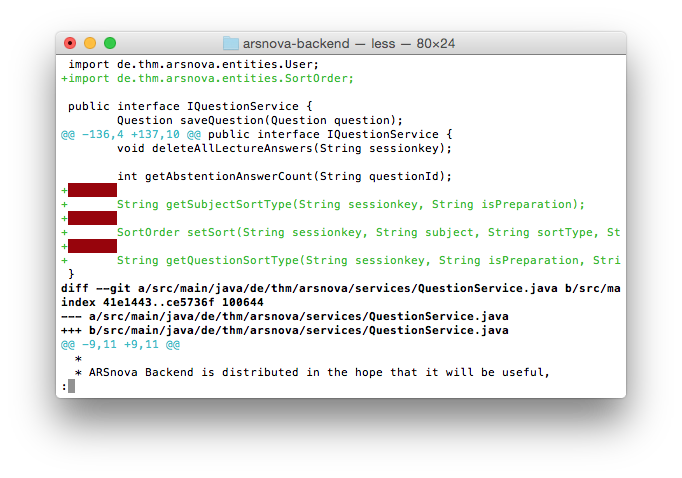 arsnova-backend — less — 80×24
 import de.thm.arsnova.entities.User;
+import de.thm.arsnova.entities.SortOrder;
 public interface IQuestionService {
        Question saveQuestion(Question question);
@@ -136,4 +137,10 @@ public interface IQuestionService {
        void deleteAllLectureAnswers(String sessionkey);
        int getAbstentionAnswerCount(String questionId);
+
+       String getSubjectSortType(String sessionkey, String isPreparation);
+
+       SortOrder setSort(String sessionkey, String subject, String sortType, St
+
+       String getQuestionSortType(String sessionkey, String isPreparation, Stri
 }
diff --git a/src/main/java/de/thm/arsnova/services/QuestionService.java b/src/ma
index 41e1443..ce5736f 100644
--- a/src/main/java/de/thm/arsnova/services/QuestionService.java
+++ b/src/main/java/de/thm/arsnova/services/QuestionService.java
@@ -9,11 +9,11 @@
  *
  * ARSnova Backend is distributed in the hope that it will be useful,
: